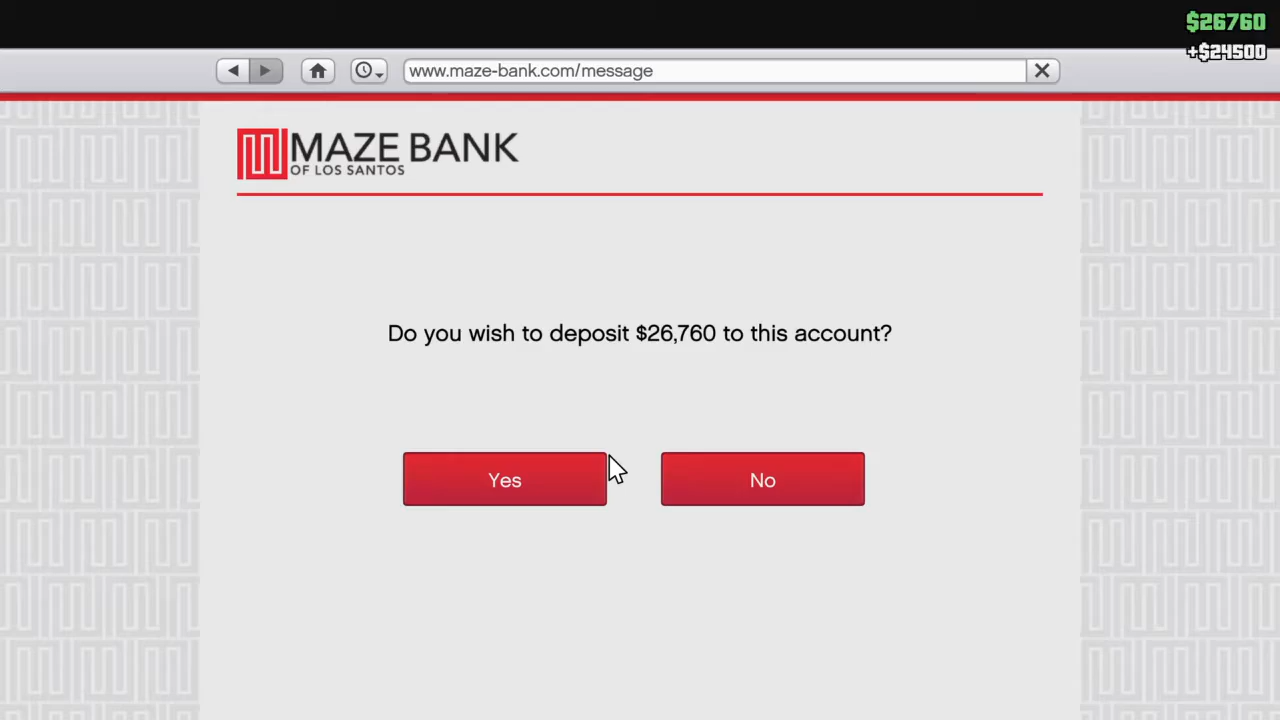 $26760
+$24500
www.maze-bank.com/message
MAZE BANK
OF LOS SANTOS
Do you wish to deposit $26,760 to this account?
Yes
No